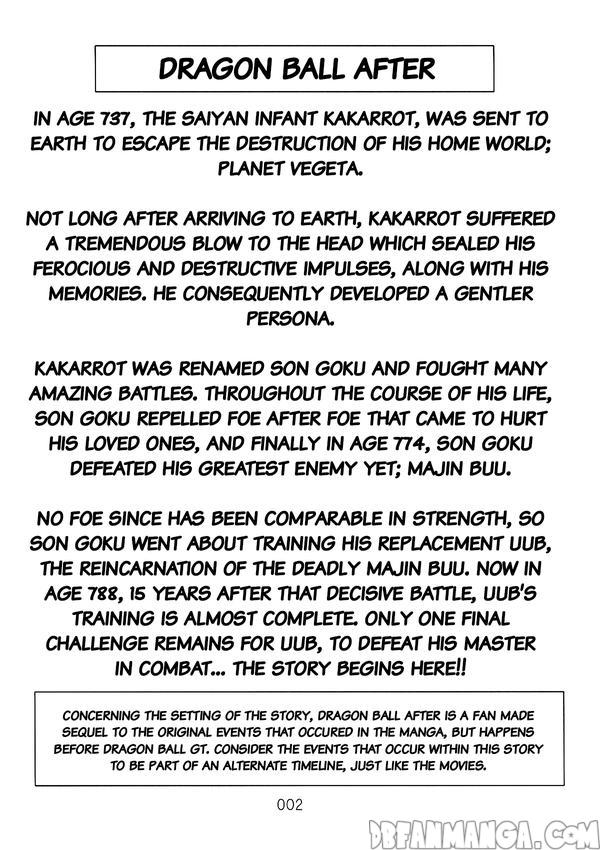 DRAGON BALL AFTER
IN AGE 737, THE SAIYAN INFANT KAKARROT, WAS SENT TO
EARTH TO ESCAPE THE DESTRUCTION OF HIS HOME WORLD;
PLANET VEGETA.
NOT LONG AFTER ARRIVING TO EARTH, KAKARROT SUFFERED
A TREMENDOUS BLOW TO THE HEAD WHICH SEALED HIS
FEROCIOUS AND DESTRUCTIVE IMPULSES, ALONG WITH HIS
MEMORIES. HE CONSEQUENTLY DEVELOPED A GENTLER
PERSONA.
KAKARROT WAS RENAMED SON GOKU AND FOUGHT MANY
AMAZING BATTLES. THROUGHOUT THE COURSE OF HIS LIFE,
SON GOKU REPELLED FOE AFTER FOE THAT CAME TO HURT
HIS LOVED ONES, AND FINALLY IN AGE 774, SON GOKU
DEFEATED HIS GREATEST ENEMY YET; MAJIN BUU.
NO FOE SINCE HAS BEEN COMPARABLE IN STRENGTH, SO
SON GOKU WENT ABOUT TRAINING HIS REPLACEMENT UUB,
THE REINCARNATION OF THE DEADLY MAJIN BUU. NOW IN
AGE 788, 15 YEARS AFTER THAT DECISIVE BATTLE, UUB'S
TRAINING IS ALMOST COMPLETE. ONLY ONE FINAL
CHALLENGE REMAINS FOR UUB, TO DEFEAT HIS MASTER
IN COMBAT... THE STORY BEGINS HERE!!
CONCERNING THE SETTING OF THE STORY, DRAGON BALL AFTER IS A FAN MADE
SEQUEL TO THE ORIGINAL EVENTS THAT OCCURED IN THE MANGA, BUT HAPPENS
BEFORE DRAGON BALL GT. CONSIDER THE EVENTS THAT OCCUR WITHIN THIS STORY
TO BE PART OF AN ALTERNATE TIMELINE, JUST LIKE THE MOVIES.
002
DBFANMANGA.COM